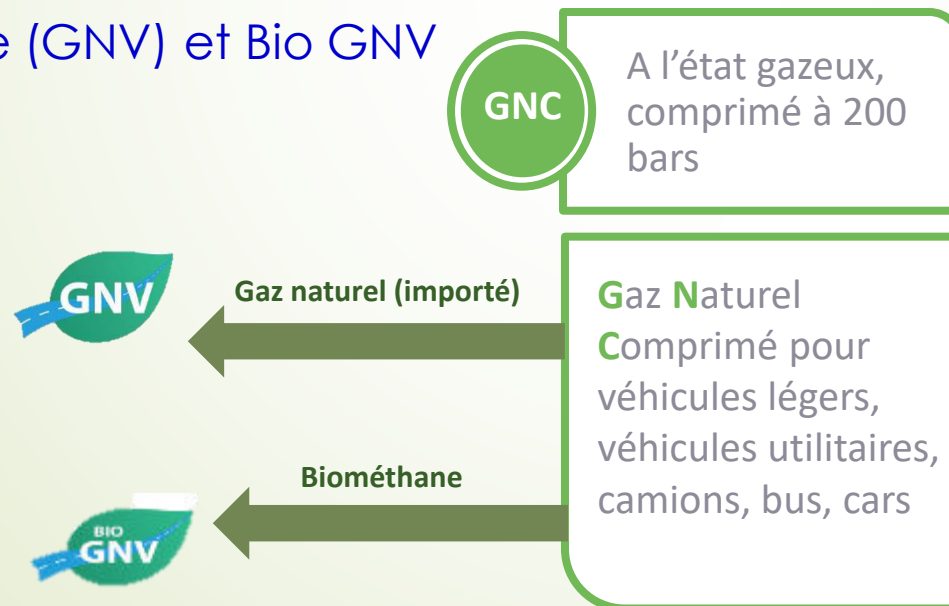 e (GNV) et Bio GNV
GNC
A l’état gazeux,
comprimé à 200
bars
GNV
Gaz naturel (importé)
Gaz Naturel
Comprimé pour
véhicules légers,
véhicules utilitaires,
camions, bus, cars
Biométhane
BIO
GNV